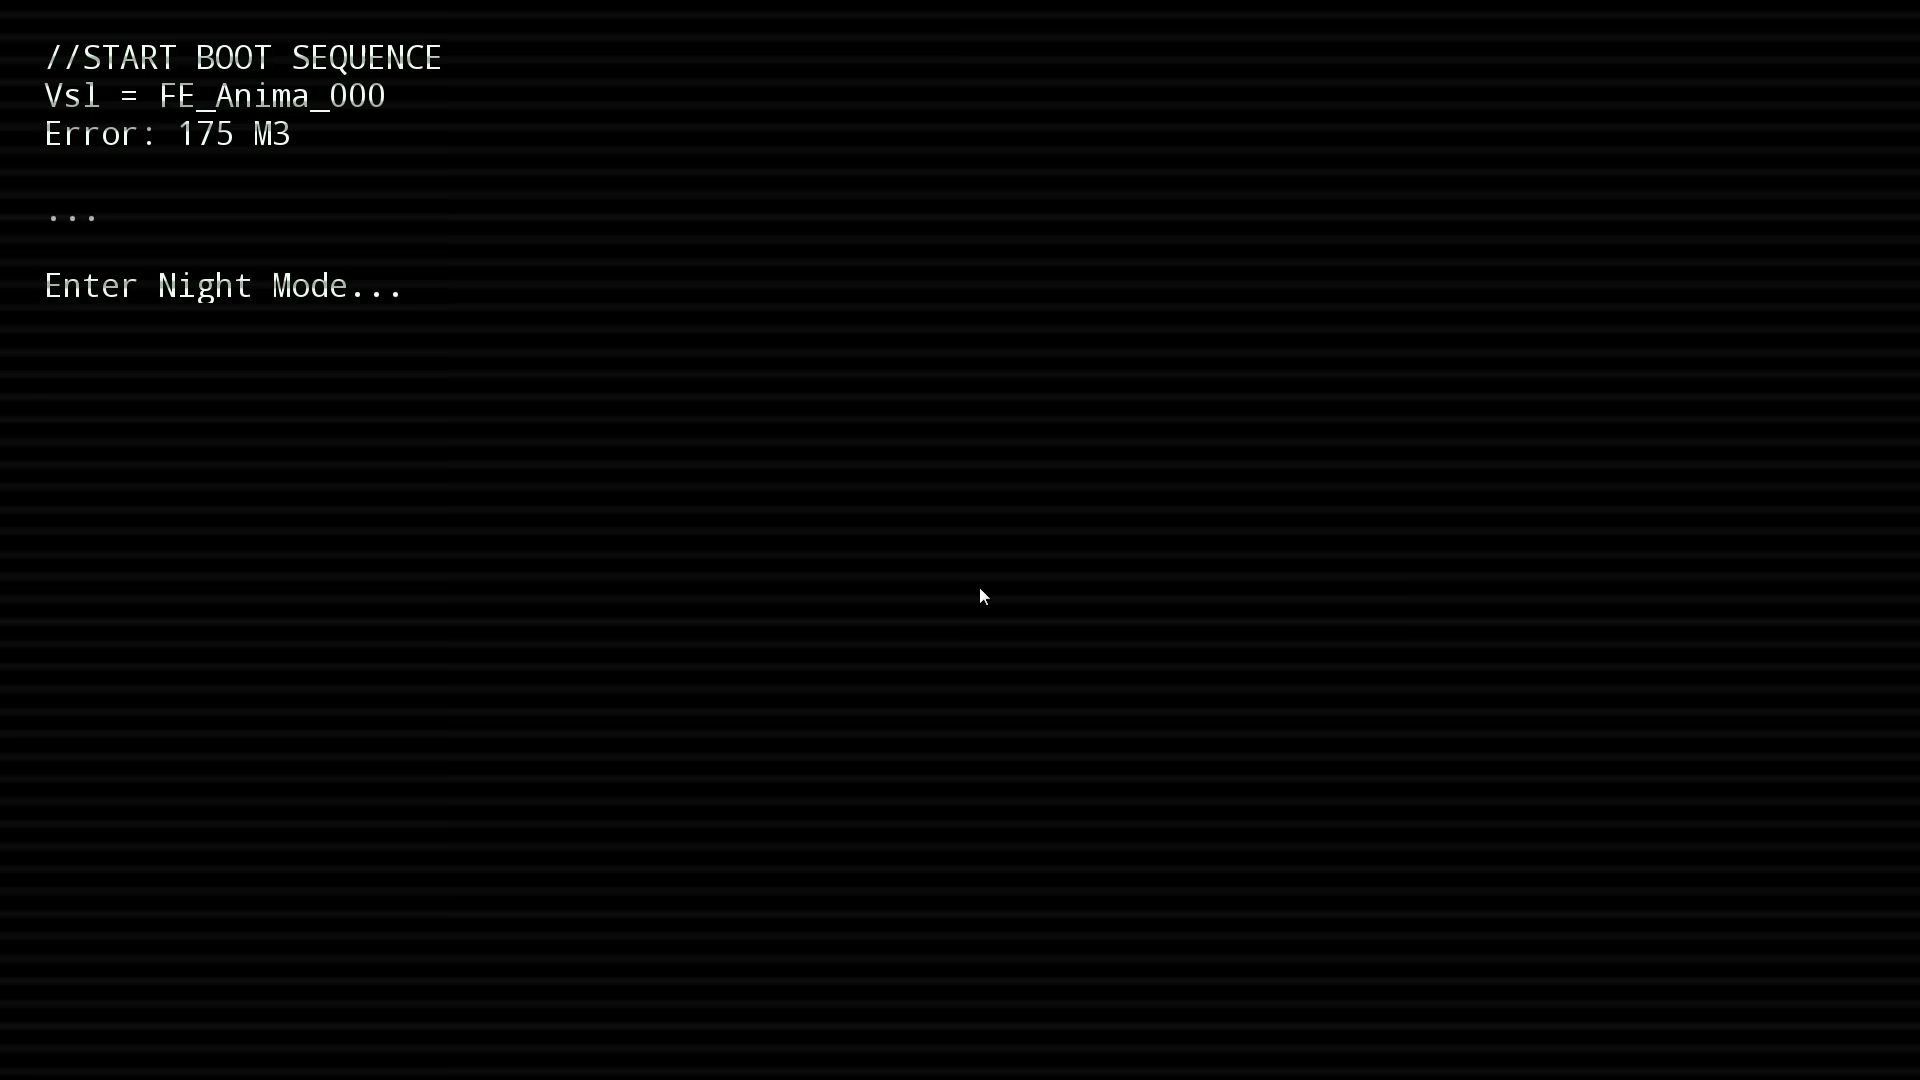 //START BOOT SEQUENCE
Vsl = FE_Anima_000
Error: 175 M3
...
Enter Night Mode...